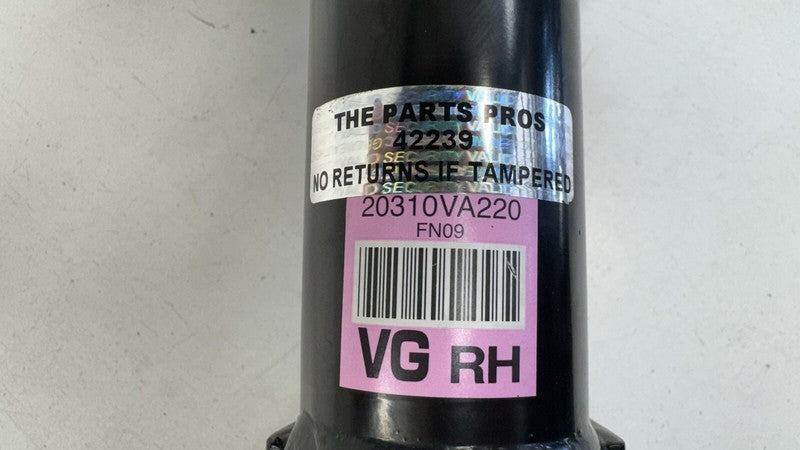 THE PARTS PROS
42239
NO RETURNS IF TAMPERED
20310VA220
FN09
VG RH